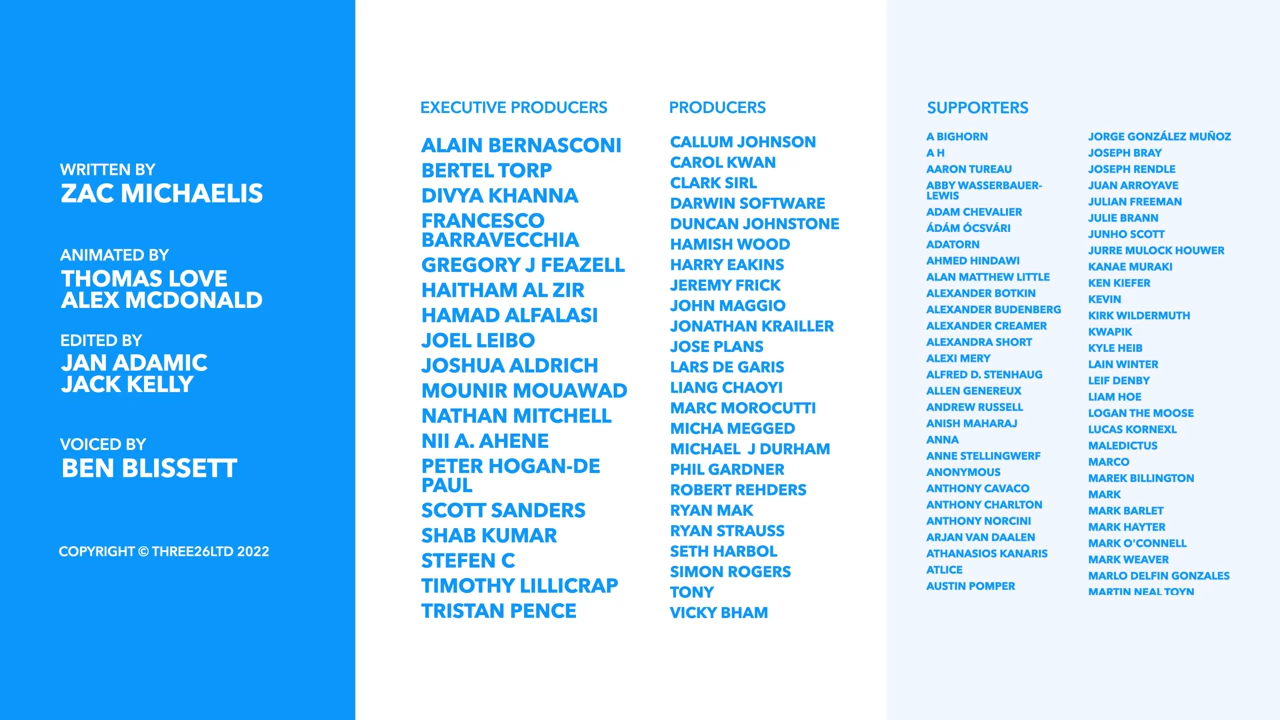 WRITTEN BY
ZAC MICHAELIS
ANIMATED BY
THOMAS LOVE
ALEX MCDONALD
EDITED BY
JAN ADAMIC
JACK KELLY
VOICED BY
BEN BLISSETT
COPYRIGHT © THREE26LTD 2022
EXECUTIVE PRODUCERS
ALAIN BERNASCONI
BERTEL TORP
DIVYA KHANNA
FRANCESCO
BARRAVECCHIA
GREGORY J FEAZELL
HAITHAM AL ZIR
HAMAD ALFALASI
JOEL LEIBO
JOSHUA ALDRICH
MOUNIR MOUAWAD
NATHAN MITCHELL
NII A. AHENE
PETER HOGAN-DE
PAUL
SCOTT SANDERS
SHAB KUMAR
STEFEN C
TIMOTHY LILLICRAP
TRISTAN PENCE
PRODUCERS
CALLUM JOHNSON
CAROL KWAN
CLARK SIRL
DARWIN SOFTWARE
DUNCAN JOHNSTONE
HAMISH WOOD
HARRY EAKINS
JEREMY FRICK
JOHN MAGGIO
JONATHAN KRAILLER
JOSE PLANS
LARS DE GARIS
LIANG CHAOYI
MARC MOROCUTTI
MICHA MEGGED
MICHAEL  J DURHAM
PHIL GARDNER
ROBERT REHDERS
RYAN MAK
RYAN STRAUSS
SETH HARBOL
SIMON ROGERS
TONY
VICKY BHAM
SUPPORTERS
A BIGHORN
A H
AARON TUREAU
ABBY WASSERBAUER-
LEWIS
ADAM CHEVALIER
ÁDÁM ÓCSVÁRI
ADATORN
AHMED HINDAWI
ALAN MATTHEW LITTLE
ALEXANDER BOTKIN
ALEXANDER BUDENBERG
ALEXANDER CREAMER
ALEXANDRA SHORT
ALEXI MERY
ALFRED D. STENHAUG
ALLEN GENEREUX
ANDREW RUSSELL
ANISH MAHARAJ
ANNA
ANNE STELLINGWERF
ANONYMOUS
ANTHONY CAVACO
ANTHONY CHARLTON
ANTHONY NORCINI
ARJAN VAN DAALEN
ATHANASIOS KANARIS
ATLICE
AUSTIN POMPER
JORGE GONZÁLEZ MUÑOZ
JOSEPH BRAY
JOSEPH RENDLE
JUAN ARROYAVE
JULIAN FREEMAN
JULIE BRANN
JUNHO SCOTT
JURRE MULOCK HOUWER
KANAE MURAKI
KEN KIEFER
KEVIN
KIRK WILDERMUTH
KWAPIK
KYLE HEIB
LAIN WINTER
LEIF DENBY
LIAM HOE
LOGAN THE MOOSE
LUCAS KORNEXL
MALEDICTUS
MARCO
MAREK BILLINGTON
MARK
MARK BARLET
MARK HAYTER
MARK O'CONNELL
MARK WEAVER
MARLO DELFIN GONZALES
MARTIN NEAL TOYN